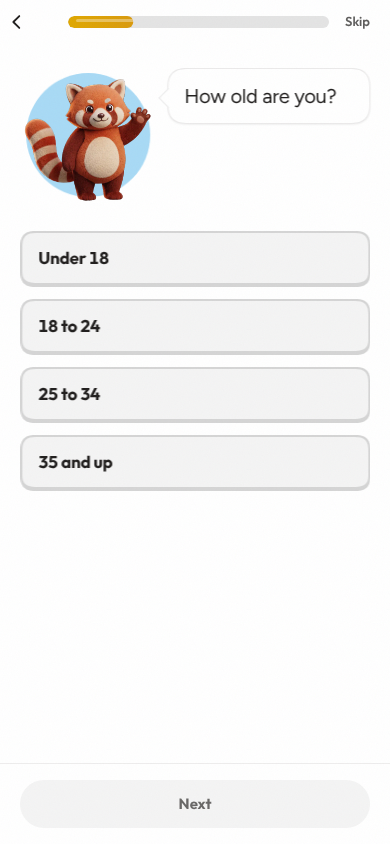 Skip
How old are you?
Under 18
18 to 24
25 to 34
35 and up
Next